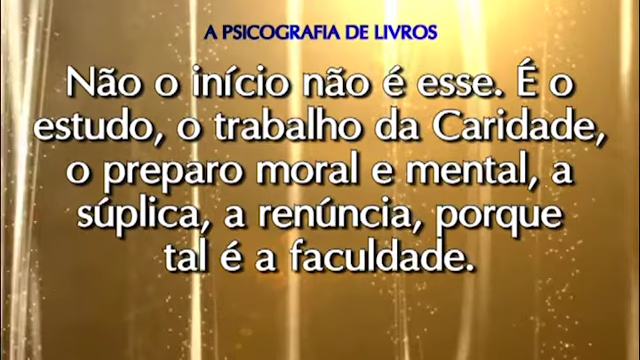 A PSICOGRAFIA DE LIVROS
Não o início não é esse. É o
estudo, o trabalho da Caridade,
o preparo moral e mental, a
súplica, a renúncia, porque
tal é a faculdade.